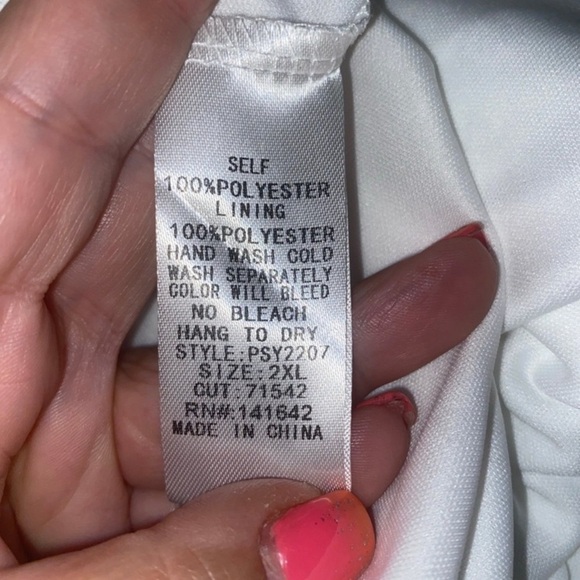 SELF
100%POLYESTER
LINING
100%POLYESTER
HAND WASH COLD
WASH SEPARATELY
COLOR WILL BLEED
NO BLEACH
HANG TO DRY
STYLE:PSY2207
SIZE:2XL
CUT:71542
RN#:141642
MADE IN CHINA